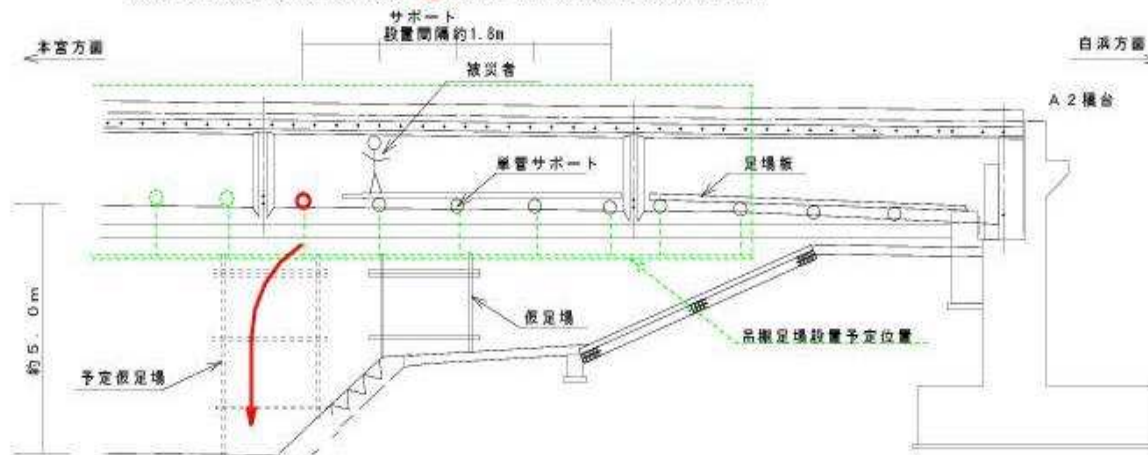 サポート
設置間隔約1.8m
本宮方面
白浜方面
被災者
A2橋台
単管サポート
足場板
約5.0m
仮足場
吊棚足場設置予定位置
予定仮足場